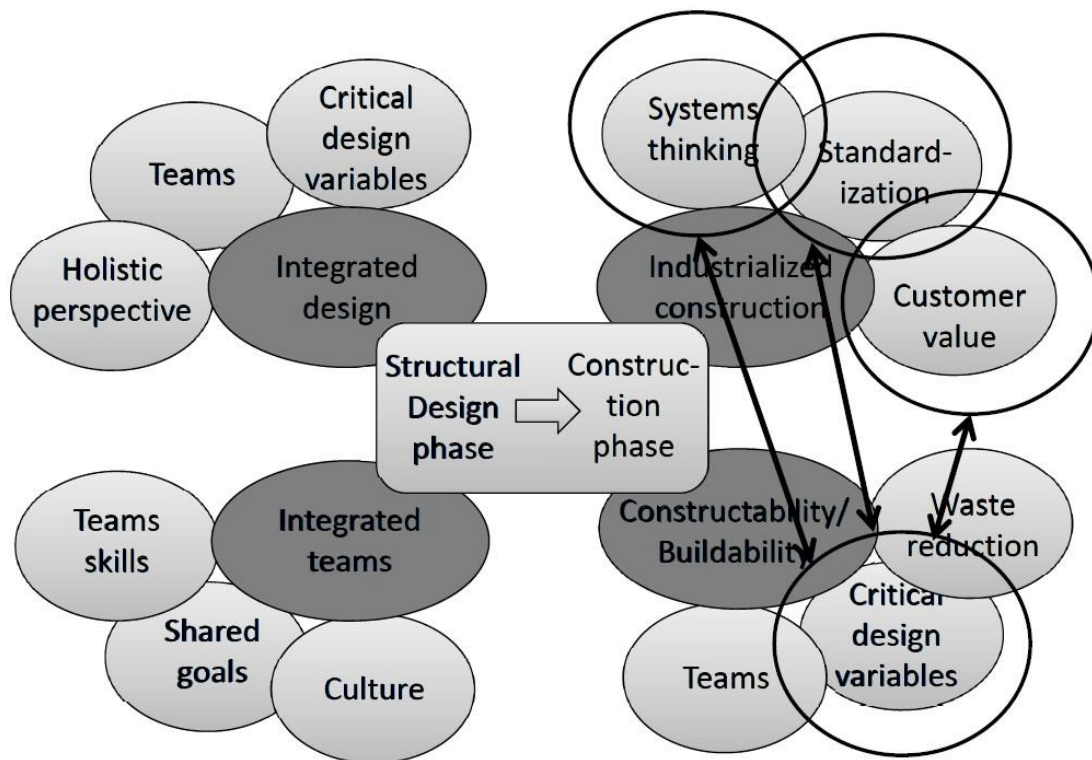 Critical
design
variables
Teams
Holistic
perspective
Integrated
design
Systems
thinking
Standard-
ization
Industrialized
construction
Customer
value
Structural
Design
phase
Construc-
tion
phase
Teams
skills
Integrated
teams
Shared
goals
Culture
Constructability/
Buildability
Waste
reduction
Critical
design
variables
Teams